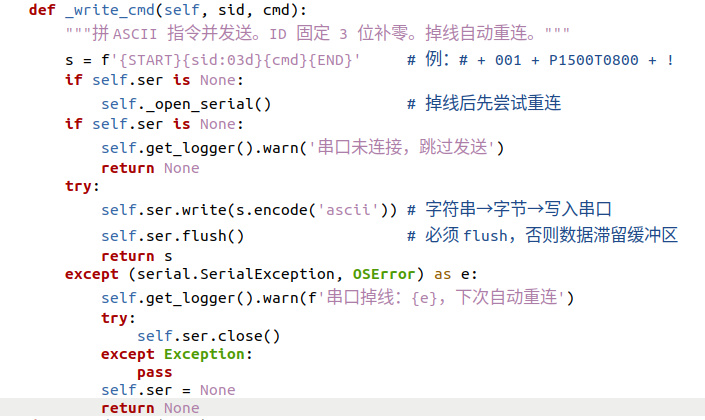 def _write_cmd(self, sid, cmd):
    """拼ASCII 指令并发送。ID 固定 3 位补零。掉线自动重连。"""
    s = f'{START}{sid:03d}{cmd}{END}'     # 例：# + 001 + P1500T0800 + !
    if self.ser is None:
        self._open_serial()               # 掉线后先尝试重连
    if self.ser is None:
        self.get_logger().warn('串口未连接，跳过发送')
        return None
    try:
        self.ser.write(s.encode('ascii')) # 字符串→字节→写入串口
        self.ser.flush()                  # 必须 flush，否则数据滞留缓冲区
        return s
    except (serial.SerialException, OSError) as e:
        self.get_logger().warn(f'串口掉线：{e}，下次自动重连')
        try:
            self.ser.close()
        except Exception:
            pass
        self.ser = None
        return None